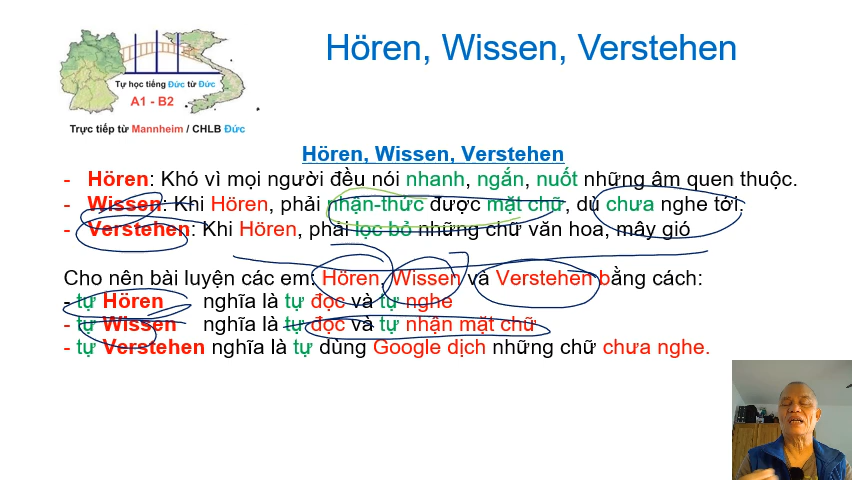 Hören, Wissen, Verstehen
Tự học tiếng Đức từ Đức
A1 - B2
Trực tiếp từ Mannheim / CHLB Đức
Hören, Wissen, Verstehen
- Hören: Khó vì mọi người đều nói nhanh, ngắn, nuốt những âm quen thuộc.
- Wissen: Khi Hören, phải nhận-thức được mặt chữ, dù chưa nghe tới.
- Verstehen: Khi Hören, phải lọc bỏ những chữ văn hoa, mây gió
Cho nên bài luyện các em: Hören, Wissen và Verstehen bằng cách:
- tự Hören nghĩa là tự đọc và tự nghe
- tự Wissen nghĩa là tự đọc và tự nhận mặt chữ
- tự Verstehen nghĩa là tự dùng Google dịch những chữ chưa nghe.